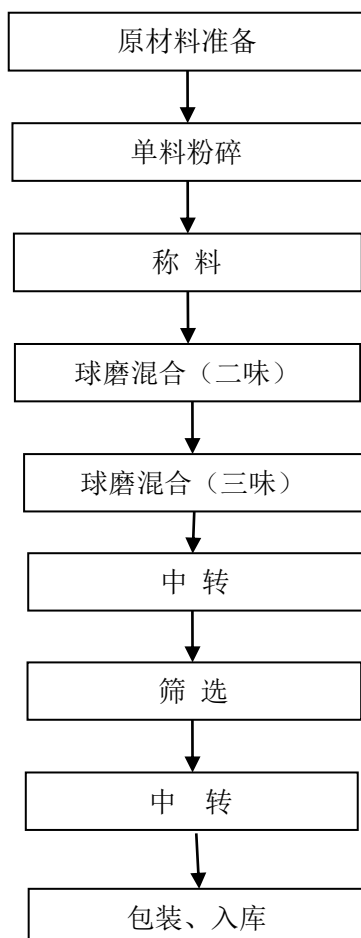 原材料准备
单料粉碎
称 料
球磨混合（二味）
球磨混合（三味）
中 转
筛 选
中 转
包装、入库